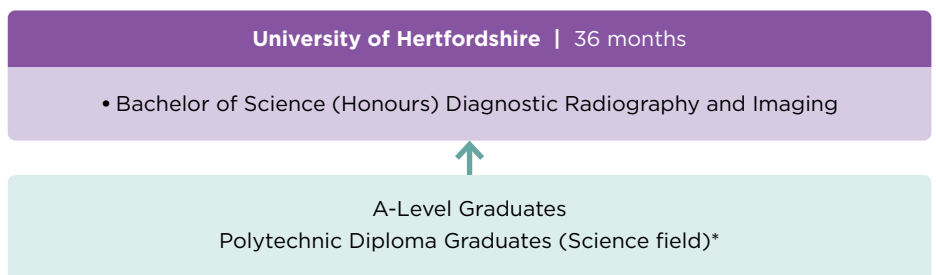 University of Hertfordshire | 36 months
• Bachelor of Science (Honours) Diagnostic Radiography and Imaging
A-Level Graduates
Polytechnic Diploma Graduates (Science field)*